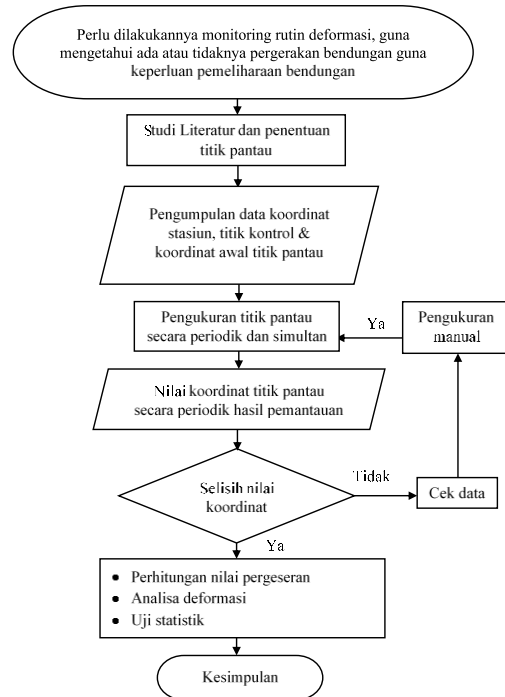 Perlu dilakukannya monitoring rutin deformasi, guna
mengetahui ada atau tidaknya pergerakan bendungan guna
keperluan pemeliharaan bendungan
Studi Literatur dan penentuan
titik pantau
Pengumpulan data koordinat
stasiun, titik kontrol &
koordinat awal titik pantau
Pengukuran titik pantau
secara periodik dan simultan
Ya
Pengukuran
manual
Nilai koordinat titik pantau
secara periodik hasil pemantauan
Selisih nilai
koordinat
Tidak
Cek data
Ya
• Perhitungan nilai pergeseran
• Analisa deformasi
• Uji statistik
Kesimpulan